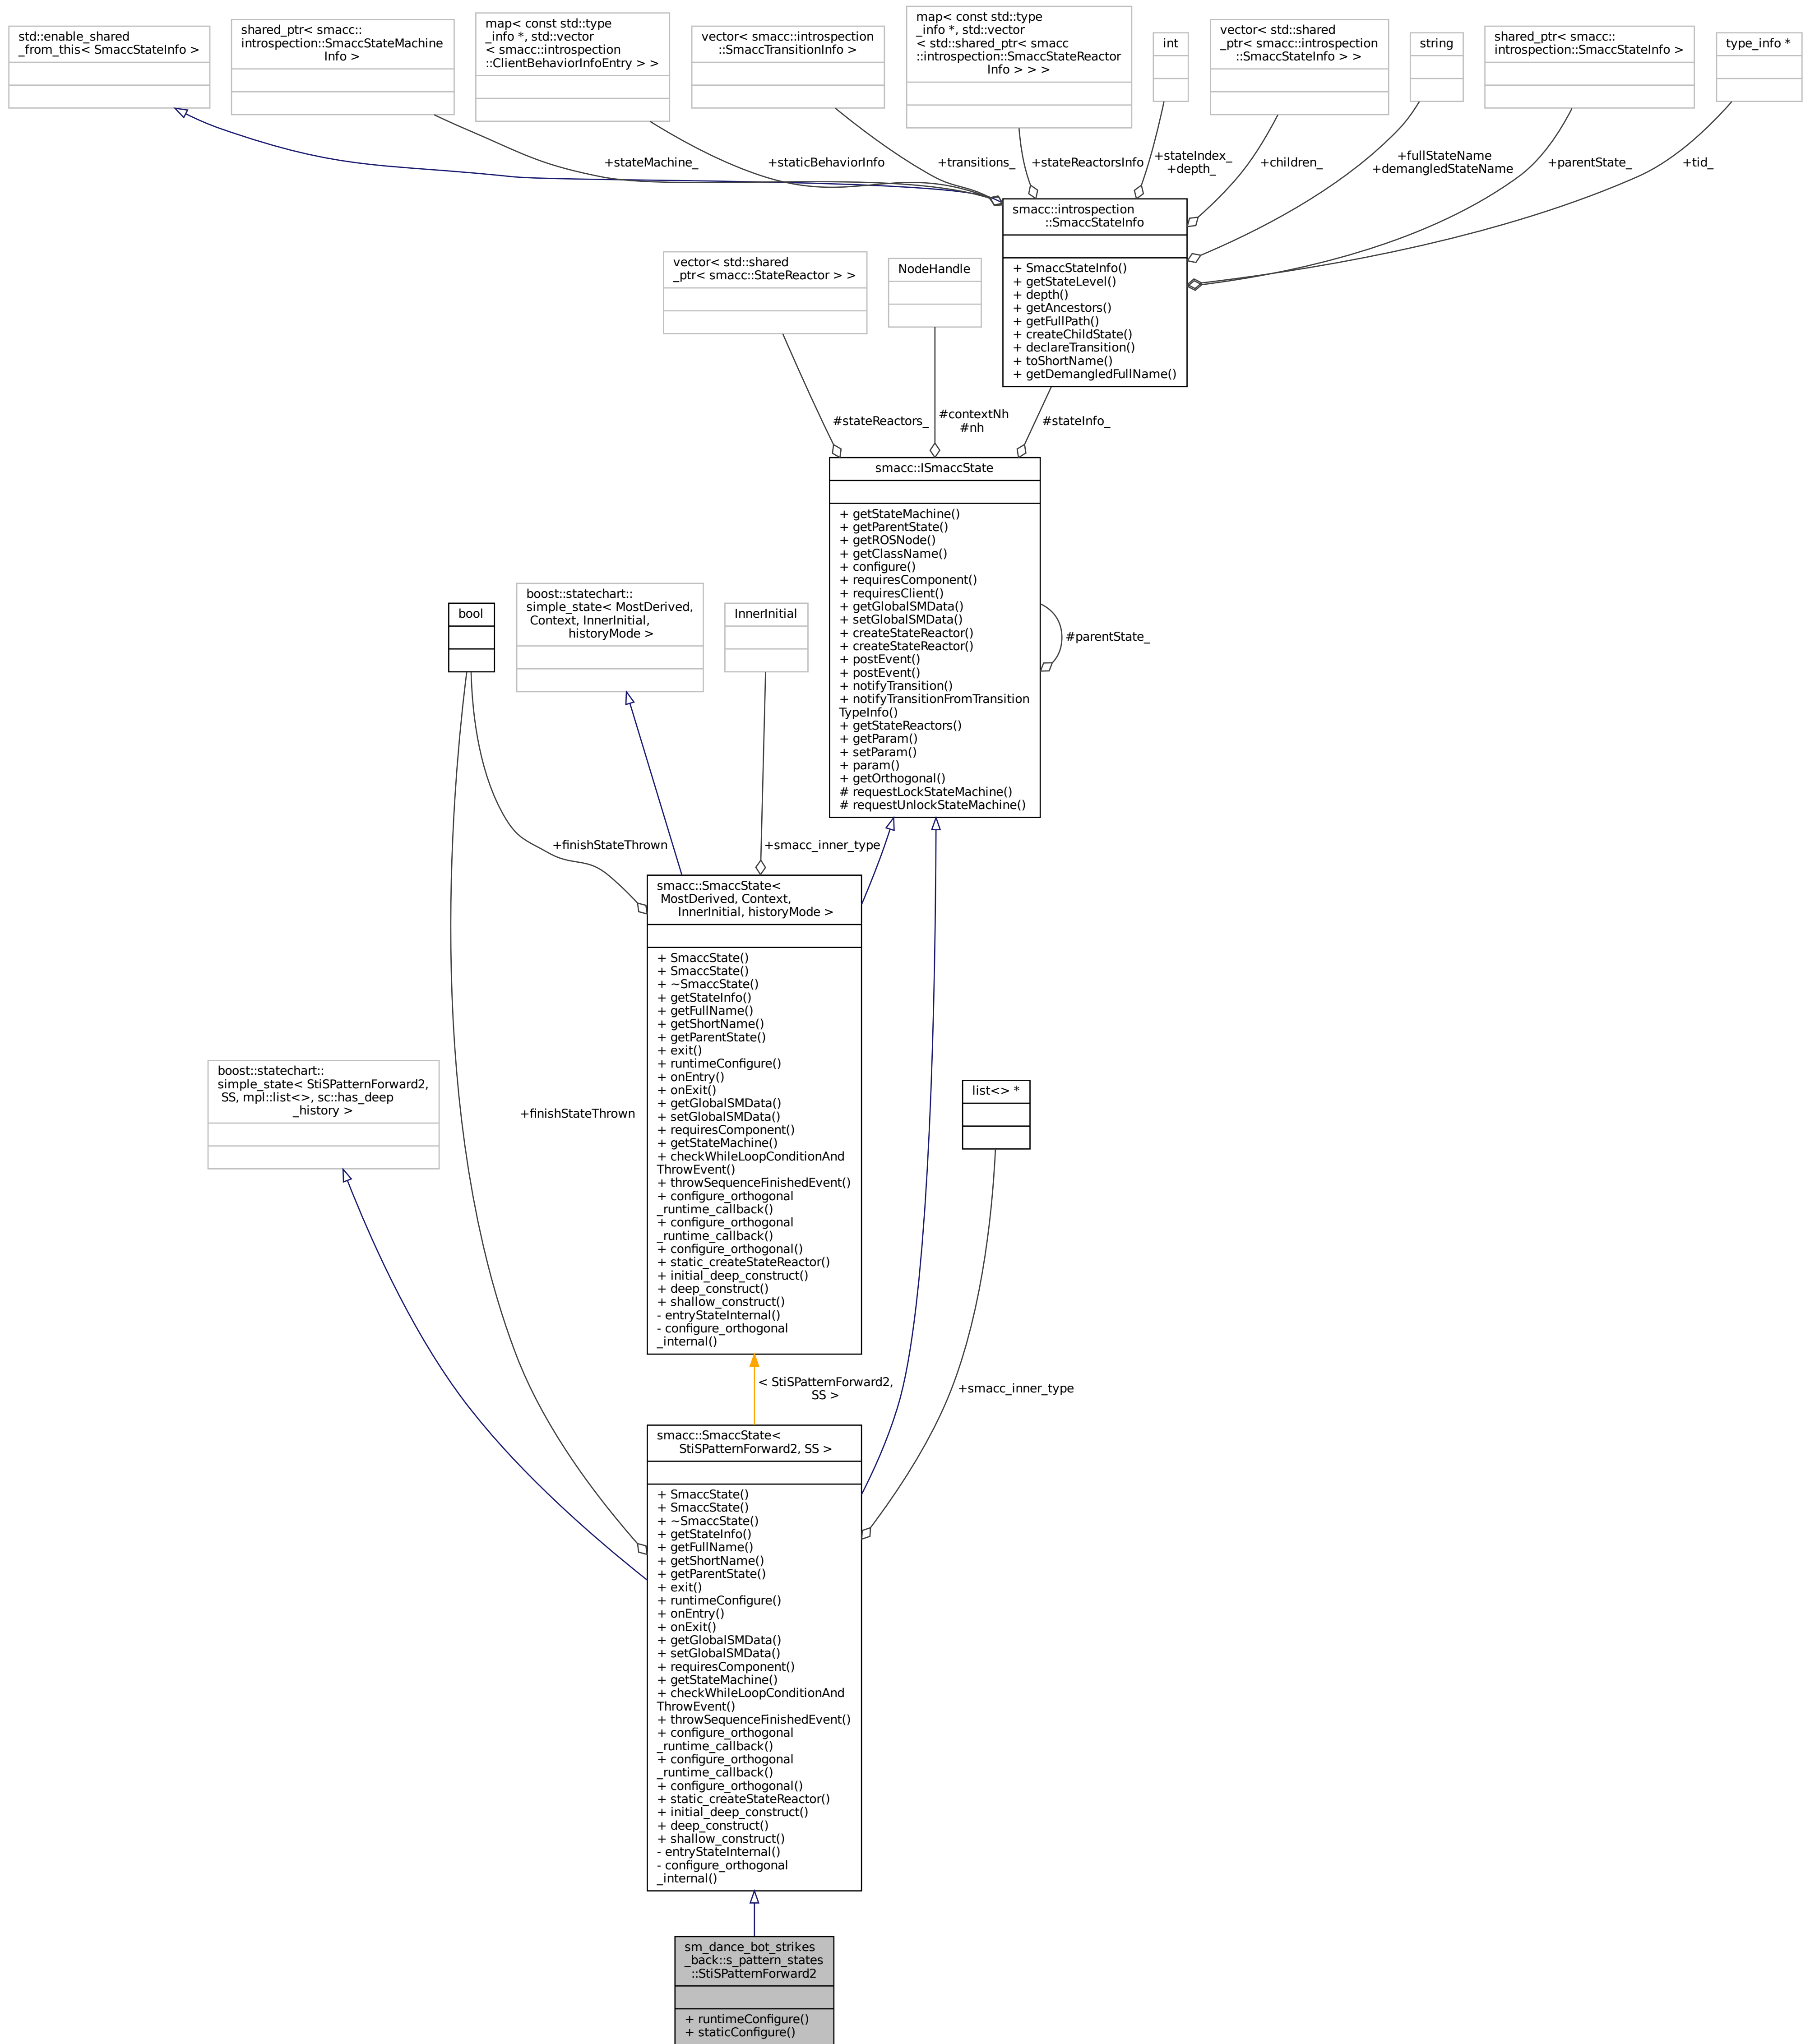 std::enable_shared
_from_this< SmaccStateInfo >
shared_ptr< smacc::
introspection::SmaccStateMachine
Info >
map< const std::type
_info *, std::vector
< smacc::introspection
::ClientBehaviorInfoEntry > >
vector< smacc::introspection
::SmaccTransitionInfo >
map< const std::type
_info *, std::vector
< std::shared_ptr< smacc
::introspection::SmaccStateReactor
Info > > >
int
vector< std::shared
_ptr< smacc::introspection
::SmaccStateInfo > >
string
shared_ptr< smacc::
introspection::SmaccStateInfo >
type_info *
+stateMachine_
+staticBehaviorInfo
+transitions_
+stateReactorsInfo
+stateIndex_
+depth_
+children_
+fullStateName
+demangledStateName
+parentState_
+tid_
smacc::introspection
::SmaccStateInfo
+ SmaccStateInfo()
+ getStateLevel()
+ depth()
+ getAncestors()
+ getFullPath()
+ createChildState()
+ declareTransition()
+ toShortName()
+ getDemangledFullName()
vector< std::shared
_ptr< smacc::StateReactor > >
NodeHandle
#stateReactors_
#contextNh
#nh
#stateInfo_
smacc::ISmaccState
+ getStateMachine()
+ getParentState()
+ getROSNode()
+ getClassName()
+ configure()
+ requiresComponent()
+ requiresClient()
+ getGlobalSMData()
+ setGlobalSMData()
+ createStateReactor()
+ createStateReactor()
+ postEvent()
+ postEvent()
+ notifyTransition()
+ notifyTransitionFromTransition
TypeInfo()
+ getStateReactors()
+ getParam()
+ setParam()
+ param()
+ getOrthogonal()
# requestLockStateMachine()
# requestUnlockStateMachine()
#parentState_
bool
boost::statechart::
simple_state< MostDerived,
Context, InnerInitial,
historyMode >
InnerInitial
+finishStateThrown
+smacc_inner_type
smacc::SmaccState<
MostDerived, Context,
InnerInitial, historyMode >
+ SmaccState()
+ SmaccState()
+ ~SmaccState()
+ getStateInfo()
+ getFullName()
+ getShortName()
+ getParentState()
+ exit()
+ runtimeConfigure()
+ onEntry()
+ onExit()
+ getGlobalSMData()
+ setGlobalSMData()
+ requiresComponent()
+ getStateMachine()
+ checkWhileLoopConditionAnd
ThrowEvent()
+ throwSequenceFinishedEvent()
+ configure_orthogonal
_runtime_callback()
+ configure_orthogonal
_runtime_callback()
+ configure_orthogonal()
+ static_createStateReactor()
+ initial_deep_construct()
+ deep_construct()
+ shallow_construct()
- entryStateInternal()
- configure_orthogonal
_internal()
boost::statechart::
simple_state< StiSPatternForward2,
SS, mpl::list<>, sc::has_deep
_history >
+finishStateThrown
list<> *
< StiSPatternForward2,
SS >
+smacc_inner_type
smacc::SmaccState<
StiSPatternForward2, SS >
+ SmaccState()
+ SmaccState()
+ ~SmaccState()
+ getStateInfo()
+ getFullName()
+ getShortName()
+ getParentState()
+ exit()
+ runtimeConfigure()
+ onEntry()
+ onExit()
+ getGlobalSMData()
+ setGlobalSMData()
+ requiresComponent()
+ getStateMachine()
+ checkWhileLoopConditionAnd
ThrowEvent()
+ throwSequenceFinishedEvent()
+ configure_orthogonal
_runtime_callback()
+ configure_orthogonal
_runtime_callback()
+ configure_orthogonal()
+ static_createStateReactor()
+ initial_deep_construct()
+ deep_construct()
+ shallow_construct()
- entryStateInternal()
- configure_orthogonal
_internal()
sm_dance_bot_strikes
_back::s_pattern_states
::StiSPatternForward2
+ runtimeConfigure()
+ staticConfigure()